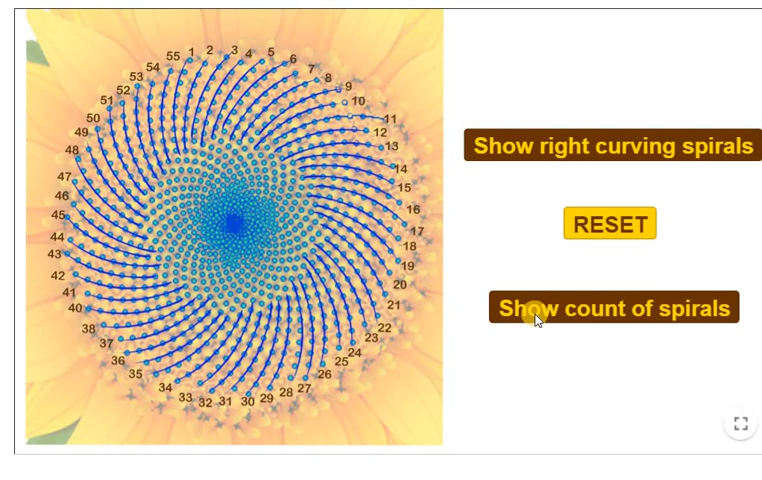 55 1 2 3 4 5 6 7 8 9 10 11 12 13 14 15 16 17 18 19 20 21 22 23 24 25 26 27 28 29 30 31 32 33 34 35 36 37 38 40 41 42 43 44 45 46 47 48 49 50 51 52 53 54
Show right curving spirals
RESET
Show count of spirals